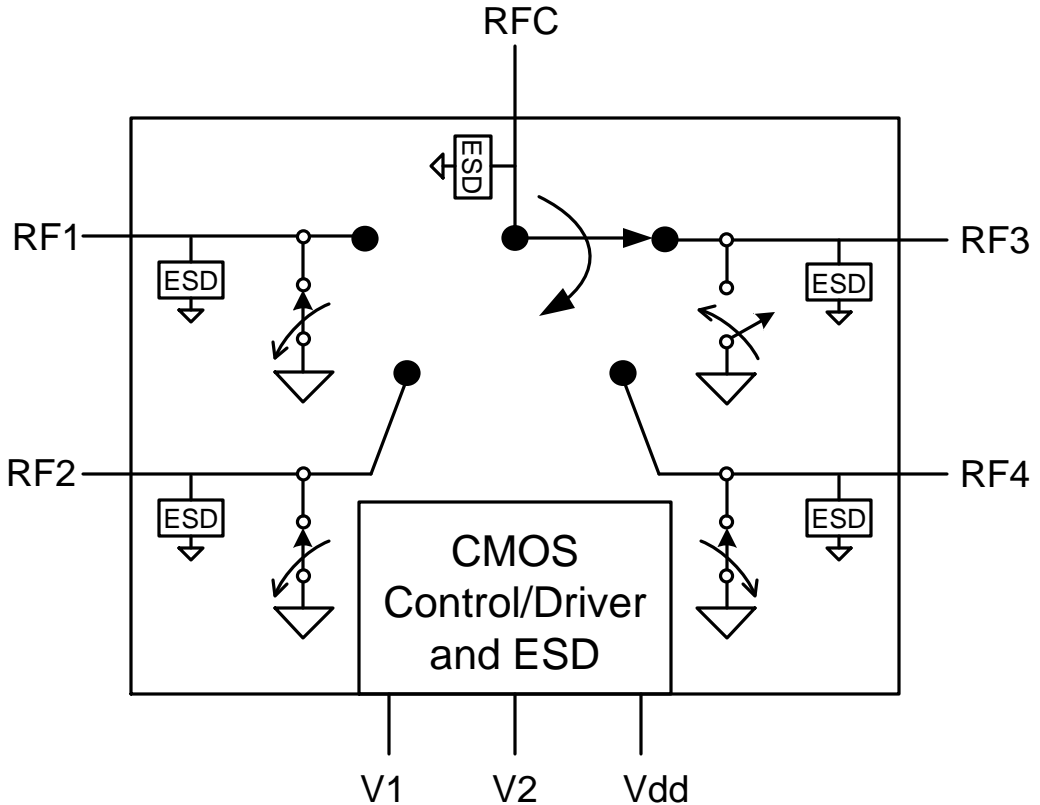 RFC
ESD
RF1
RF3
ESD
ESD
RF2
RF4
ESD
ESD
CMOS
Control/Driver
and ESD
V1
V2
Vdd